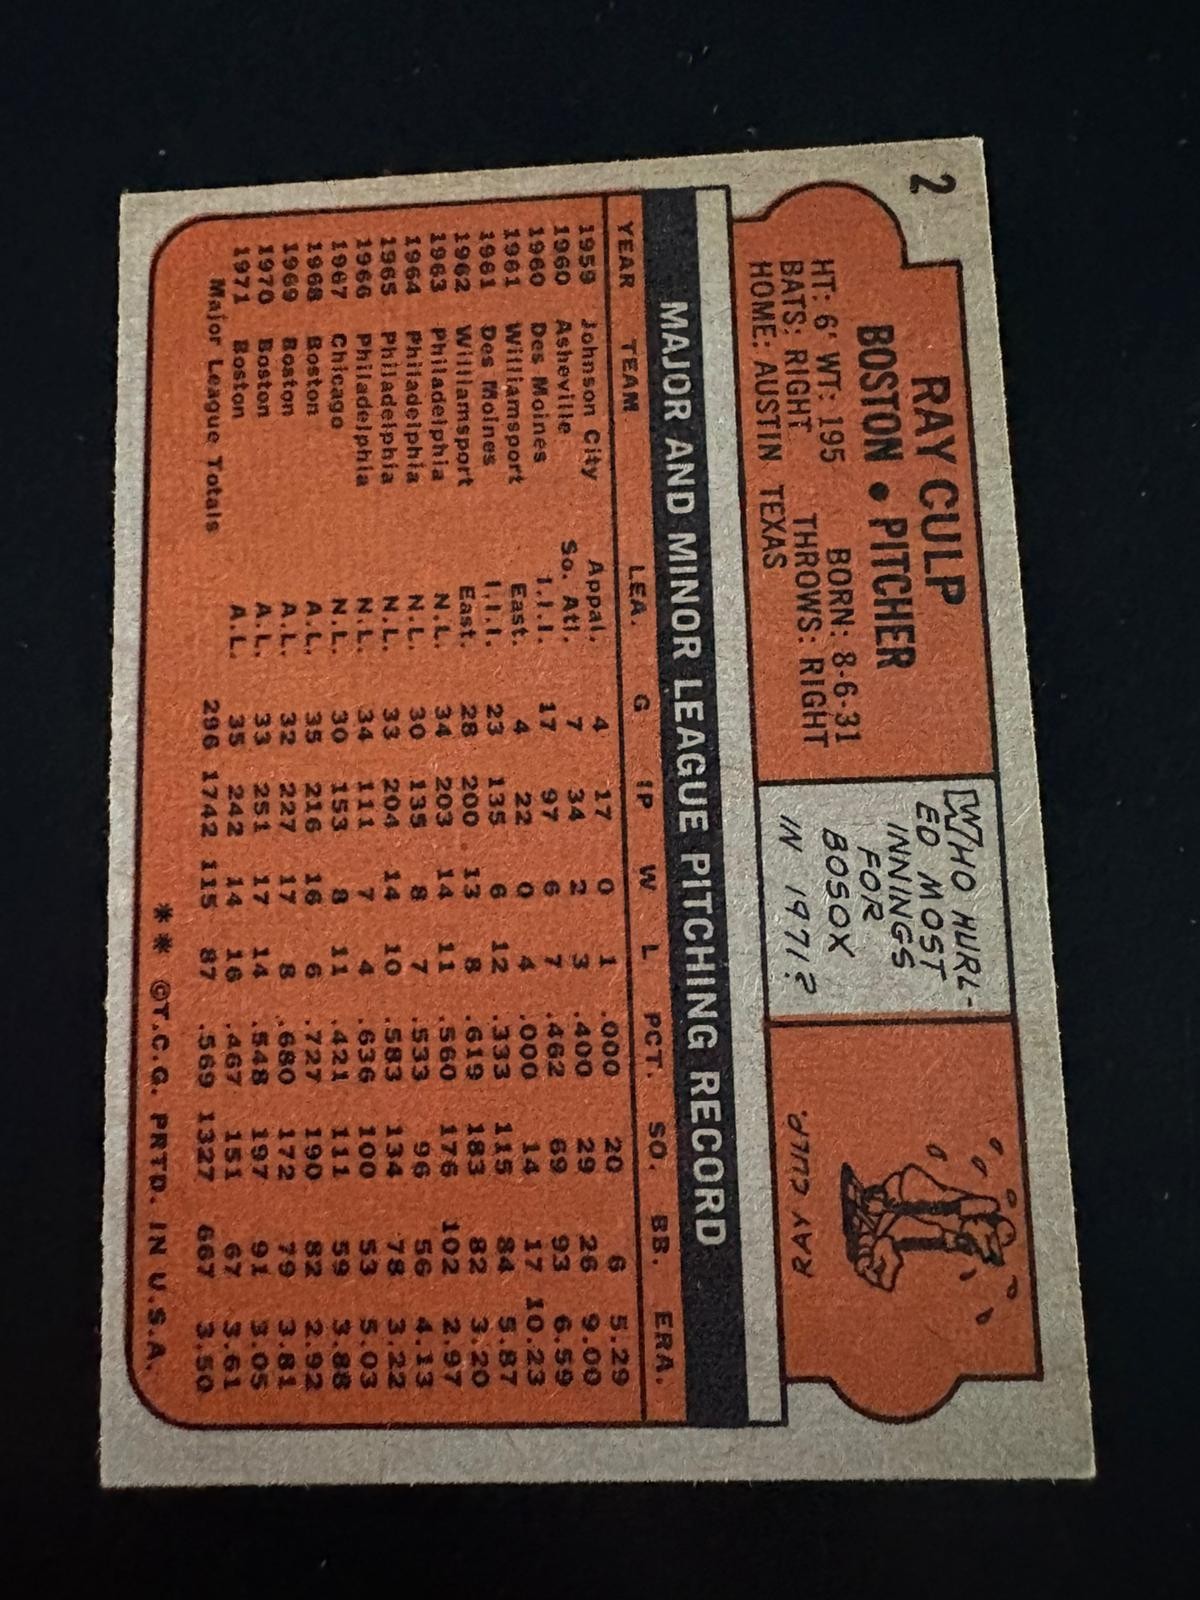 2
RAY CULP
BOSTON • PITCHER
HT: 6' WT: 195 BORN: 8-6-31
BATS: RIGHT THROWS: RIGHT
HOME: AUSTIN TEXAS
WHO HURL-
ED MOST
INNINGS
FOR
BOSOX
IN 1971?
RAY CULP.
MAJOR AND MINOR LEAGUE PITCHING RECORD
YEAR TEAM LEA. G IP W L PCT. SO. BB. ERA.
1959 Johnson City Appal. 4 17 0 1 .000 20 6 5.29
1960 Asheville So. Atl. 7 34 2 3 .400 29 26 9.00
1960 Des Moines I.I.I. 17 97 6 7 .462 69 93 6.59
1961 Williamsport East. 4 22 0 4 .000 14 17 10.23
1961 Des Moines I.I.I. 23 135 6 12 .333 115 84 5.87
1962 Williamsport East. 28 200 13 8 .619 183 82 3.20
1963 Philadelphia N.L. 34 203 14 11 .560 176 102 2.97
1964 Philadelphia N.L. 30 135 8 7 .533 96 56 4.13
1965 Philadelphia N.L. 33 204 14 10 .583 134 78 3.22
1966 Philadelphia N.L. 34 111 7 4 .636 100 53 5.03
1967 Chicago N.L. 30 153 8 11 .421 111 59 3.88
1968 Boston A.L. 35 216 16 6 .727 190 82 2.92
1969 Boston A.L. 32 227 17 8 .680 172 79 3.81
1970 Boston A.L. 33 251 17 14 .548 197 91 3.05
1971 Boston A.L. 35 242 14 16 .467 151 67 3.61
Major League Totals 296 1742 115 87 .569 1327 667 3.50
** ©T.C.G. PRTD. IN U.S.A.